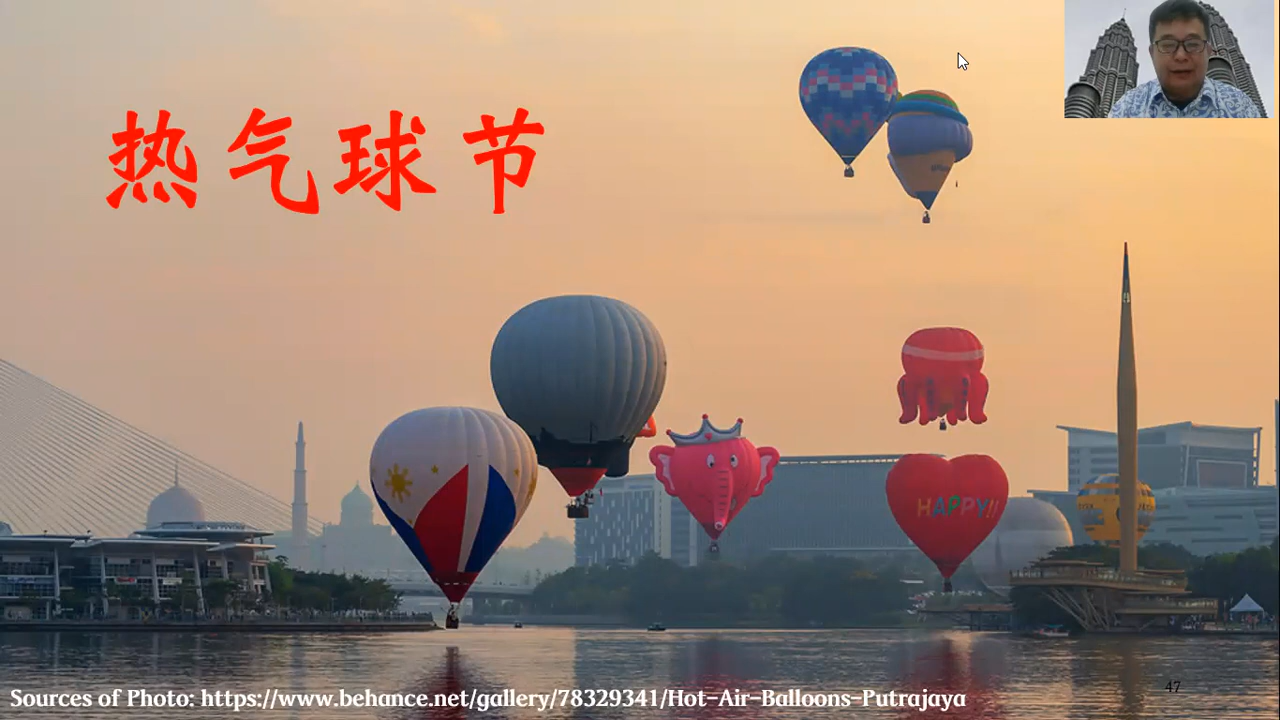 热气球节
HAPPY!!
47
Sources of Photo: https://www.behance.net/gallery/78329341/Hot-Air-Balloons-Putrajaya